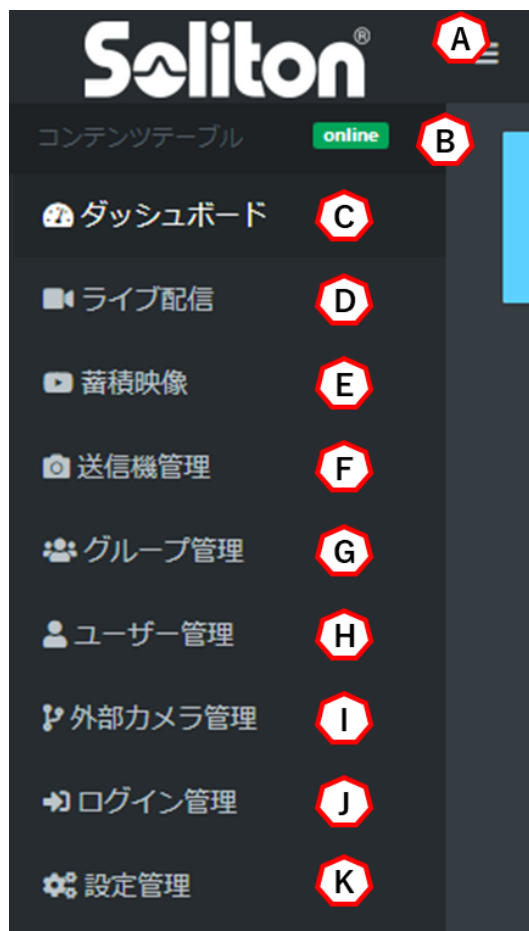 Soliton® A
コンテンツテーブル online B
ダッシュボード C
ライブ配信 D
蓄積映像 E
送信機管理 F
グループ管理 G
ユーザー管理 H
外部カメラ管理 I
ログイン管理 J
設定管理 K